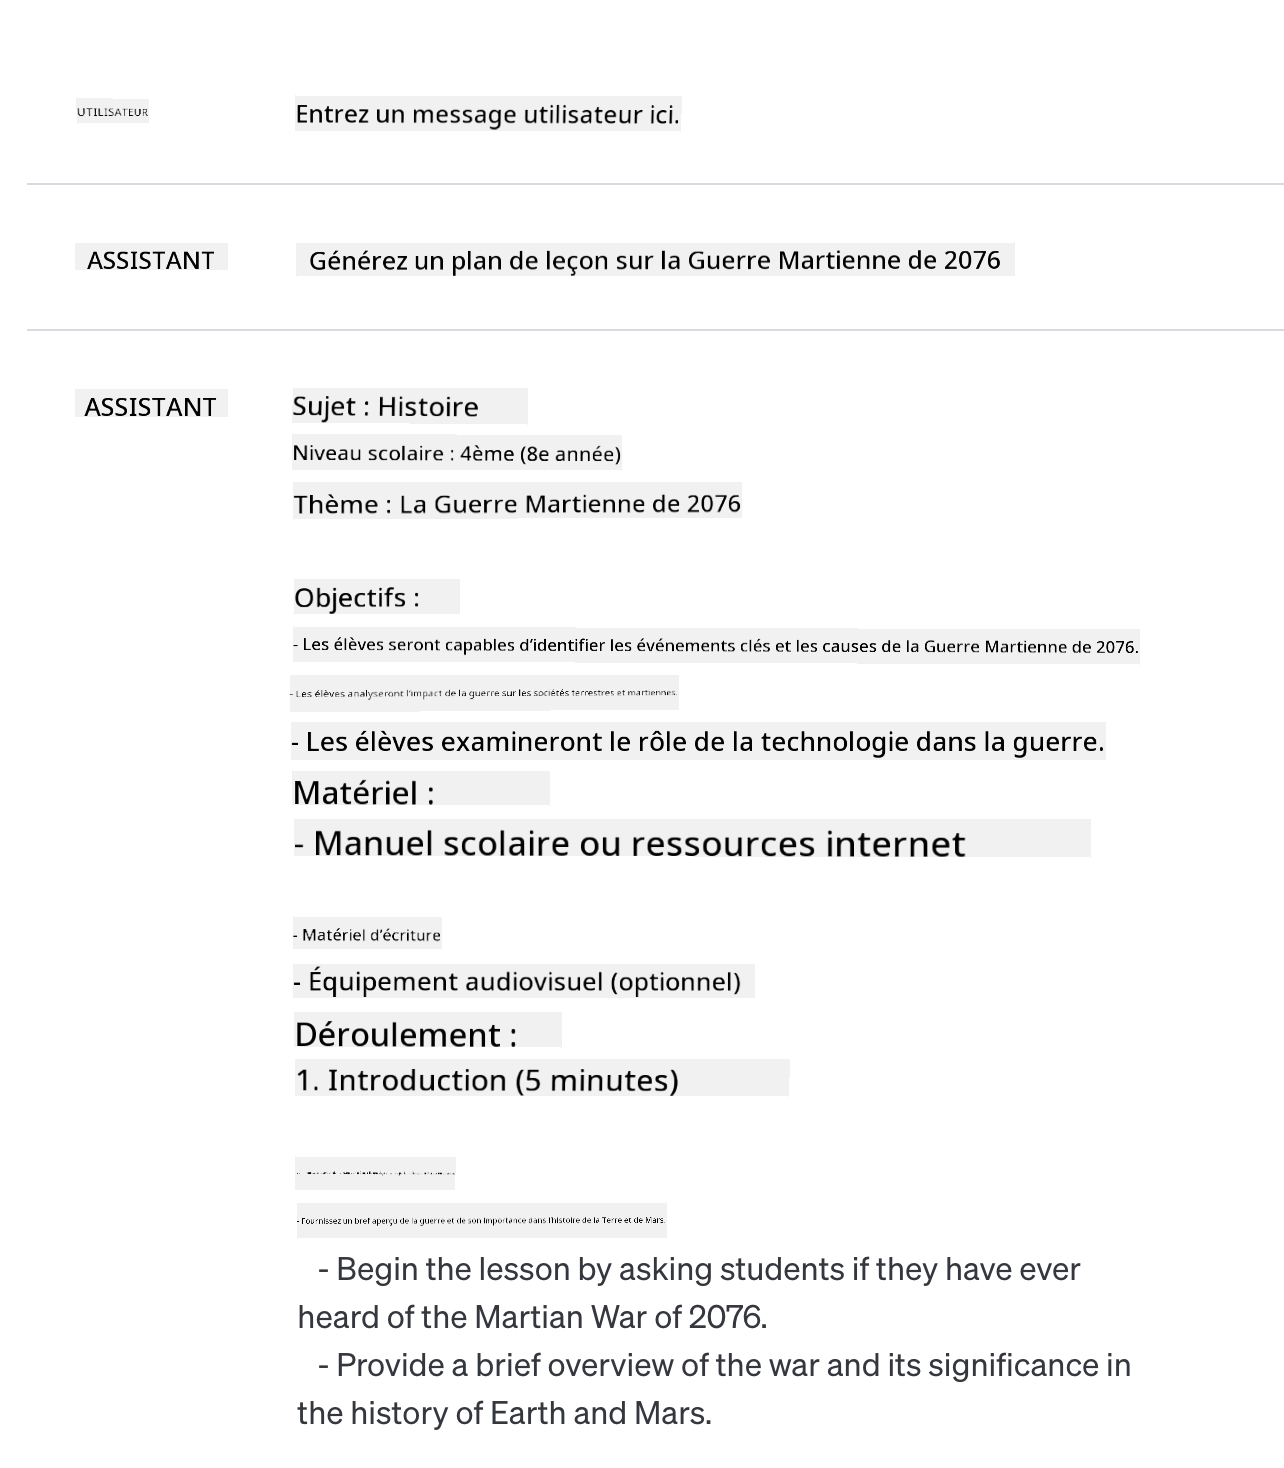 UTILISATEUR Entrez un message utilisateur ici.
ASSISTANT Générez un plan de leçon sur la Guerre Martienne de 2076
ASSISTANT Sujet : Histoire
Niveau scolaire : 4ème (8e année)
Thème : La Guerre Martienne de 2076
Objectifs :
- Les élèves seront capables d'identifier les événements clés et les causes de la Guerre Martienne de 2076.
- Les élèves analyseront l'impact de la guerre sur les sociétés terrestres et martiennes.
- Les élèves examineront le rôle de la technologie dans la guerre.
Matériel :
- Manuel scolaire ou ressources internet
- Matériel d'écriture
- Équipement audiovisuel (optionnel)
Déroulement :
1. Introduction (5 minutes)
- Fournissez un bref aperçu de la guerre et de son importance dans l'histoire de la Terre et de Mars.
- Begin the lesson by asking students if they have ever
heard of the Martian War of 2076.
- Provide a brief overview of the war and its significance in
the history of Earth and Mars.